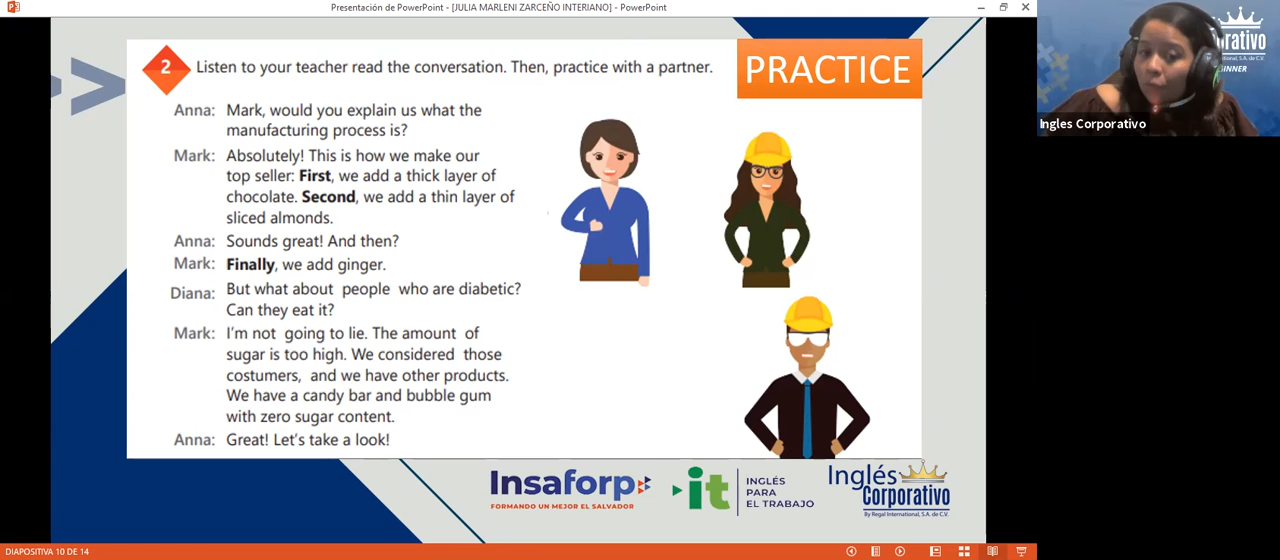 Presentación de PowerPoint - [JULIA MARLENI ZARCEÑO INTERIANO] - PowerPoint
2 Listen to your teacher read the conversation. Then, practice with a partner.
PRACTICE
Anna: Mark, would you explain us what the
manufacturing process is?
Mark: Absolutely! This is how we make our
top seller: First, we add a thick layer of
chocolate. Second, we add a thin layer of
sliced almonds.
Anna: Sounds great! And then?
Mark: Finally, we add ginger.
Diana: But what about people who are diabetic?
Can they eat it?
Mark: I'm not going to lie. The amount of
sugar is too high. We considered those
costumers, and we have other products.
We have a candy bar and bubble gum
with zero sugar content.
Anna: Great! Let's take a look!
Insaforp
FORMANDO UN MEJOR EL SALVADOR
it
INGLÉS
PARA
EL TRABAJO
Inglés
Corporativo
By Regal International, S.A. de C.V.
DIAPOSITIVA 10 DE 14
Ingles Corporativo